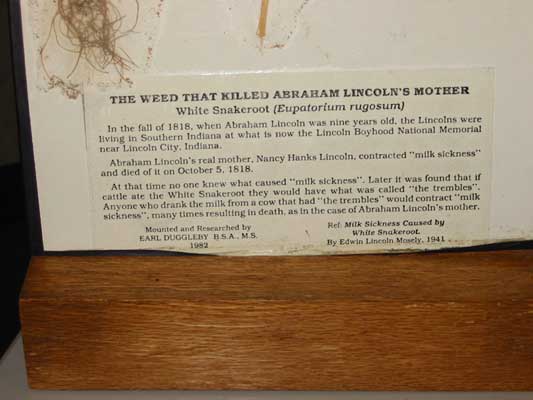 THE WEED THAT KILLED ABRAHAM LINCOLN'S MOTHER
White Snakeroot (Eupatorium rugosum)
In the fall of 1818, when Abraham Lincoln was nine years old, the Lincolns were
living in Southern Indiana at what is now the Lincoln Boyhood National Memorial
near Lincoln City, Indiana.
Abraham Lincoln's real mother, Nancy Hanks Lincoln, contracted "milk sickness"
and died of it on October 5, 1818.
At that time no one knew what caused "milk sickness". Later it was found that if
cattle ate the White Snakeroot they would have what was called "the trembles".
Anyone who drank the milk from a cow that had "the trembles" would contract "milk
sickness", many times resulting in death, as in the case of Abraham Lincoln's mother.
Mounted and Researched by
EARL DUGGLEBY B.S.A., M.S.
1982
Ref: Milk Sickness Caused by
White Snakeroot.
By Edwin Lincoln Mosely, 1941